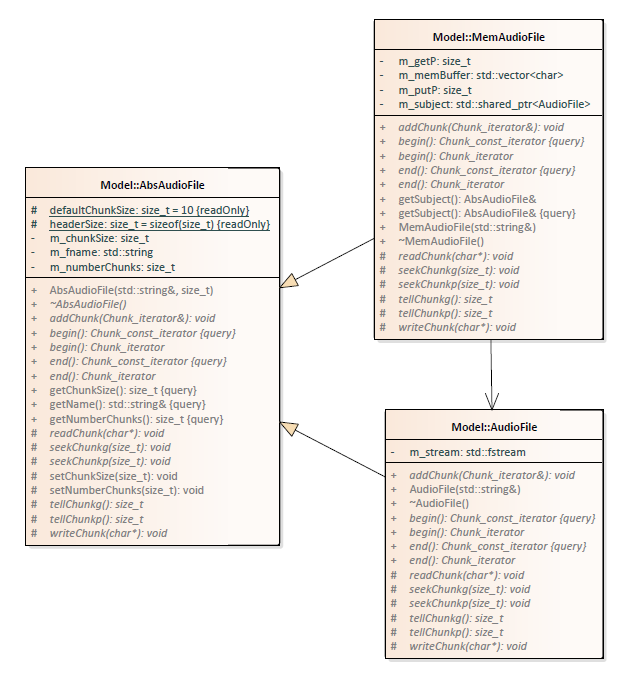 Model::MemAudioFile
- m_getP: size_t
- m_memBuffer: std::vector<char>
- m_putP: size_t
- m_subject: std::shared_ptr<AudioFile>
+ addChunk(Chunk_iterator&): void
+ begin(): Chunk_const_iterator {query}
+ begin(): Chunk_iterator
+ end(): Chunk_const_iterator {query}
+ end(): Chunk_iterator
+ getSubject(): AbsAudioFile&
+ getSubject(): AbsAudioFile& {query}
+ MemAudioFile(std::string&)
+ ~MemAudioFile()
# readChunk(char*): void
# seekChunkg(size_t): void
# seekChunkp(size_t): void
# tellChunkg(): size_t
# tellChunkp(): size_t
# writeChunk(char*): void
Model::AbsAudioFile
# defaultChunkSize: size_t = 10 {readOnly}
# headerSize: size_t = sizeof(size_t) {readOnly}
- m_chunkSize: size_t
- m_fname: std::string
- m_numberChunks: size_t
+ AbsAudioFile(std::string&, size_t)
+ ~AbsAudioFile()
+ addChunk(Chunk_iterator&): void
+ begin(): Chunk_const_iterator {query}
+ begin(): Chunk_iterator
+ end(): Chunk_const_iterator {query}
+ end(): Chunk_iterator
+ getChunkSize(): size_t {query}
+ getName(): std::string& {query}
+ getNumberChunks(): size_t {query}
# readChunk(char*): void
# seekChunkg(size_t): void
# seekChunkp(size_t): void
# setChunkSize(size_t): void
# setNumberChunks(size_t): void
# tellChunkg(): size_t
# tellChunkp(): size_t
# writeChunk(char*): void
Model::AudioFile
- m_stream: std::fstream
+ addChunk(Chunk_iterator&): void
+ AudioFile(std::string&)
+ ~AudioFile()
+ begin(): Chunk_const_iterator {query}
+ begin(): Chunk_iterator
+ end(): Chunk_const_iterator {query}
+ end(): Chunk_iterator
# readChunk(char*): void
# seekChunkg(size_t): void
# seekChunkp(size_t): void
# tellChunkg(): size_t
# tellChunkp(): size_t
# writeChunk(char*): void